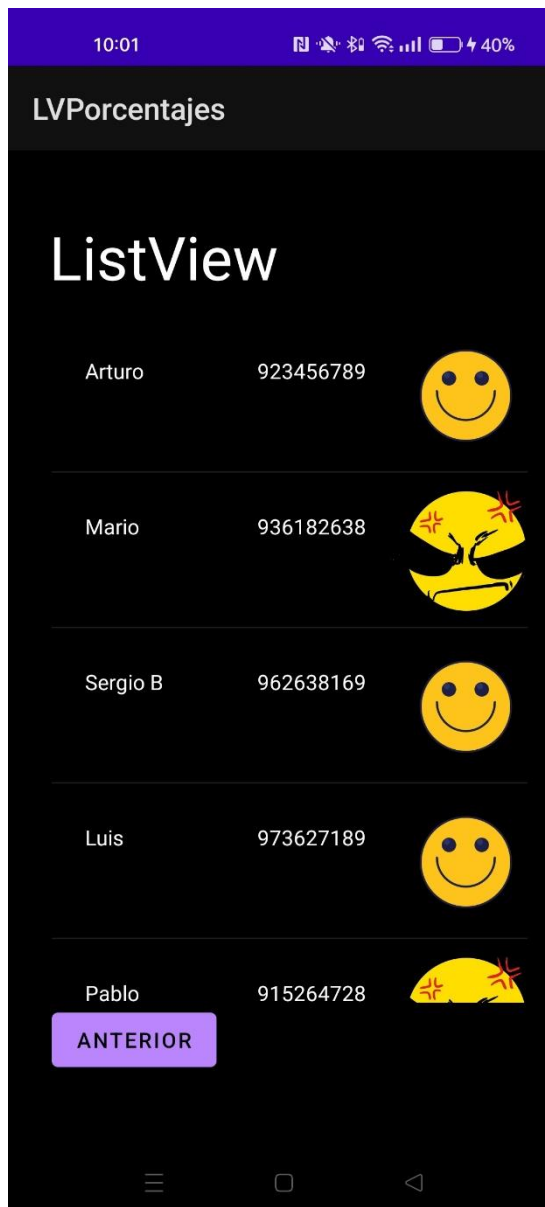 10:01 40%
LVPorcentajes
ListView
Arturo 923456789
Mario 936182638
Sergio B 962638169
Luis 973627189
Pablo 915264728
ANTERIOR